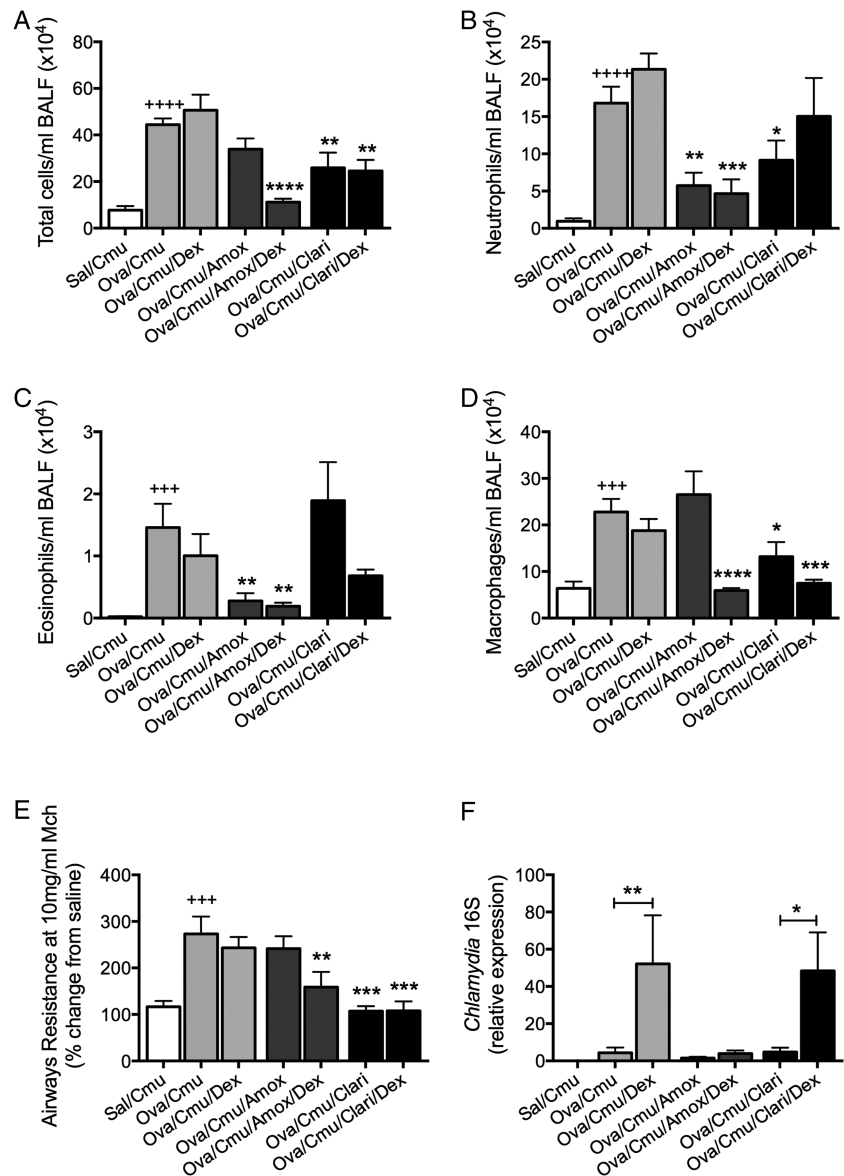 A
Total cells/ml BALF (x10⁴)
80
60
40
20
0
++++
****
**
**
Sal/Cmu
Ova/Cmu
Ova/Cmu/Dex
Ova/Cmu/Amox
Ova/Cmu/Amox/Dex
Ova/Cmu/Clari
Ova/Cmu/Clari/Dex
B
Neutrophils/ml BALF (x10⁴)
25
20
15
10
5
0
++++
**
***
*
Sal/Cmu
Ova/Cmu
Ova/Cmu/Dex
Ova/Cmu/Amox
Ova/Cmu/Amox/Dex
Ova/Cmu/Clari
Ova/Cmu/Clari/Dex
C
Eosinophils/ml BALF (x10⁴)
3
2
1
0
+++
**
**
Sal/Cmu
Ova/Cmu
Ova/Cmu/Dex
Ova/Cmu/Amox
Ova/Cmu/Amox/Dex
Ova/Cmu/Clari
Ova/Cmu/Clari/Dex
D
Macrophages/ml BALF (x10⁴)
40
30
20
10
0
+++
****
*
***
Sal/Cmu
Ova/Cmu
Ova/Cmu/Dex
Ova/Cmu/Amox
Ova/Cmu/Amox/Dex
Ova/Cmu/Clari
Ova/Cmu/Clari/Dex
E
Airways Resistance at 10mg/ml Mch
(% change from saline)
400
300
200
100
0
+++
**
***
***
Sal/Cmu
Ova/Cmu
Ova/Cmu/Dex
Ova/Cmu/Amox
Ova/Cmu/Amox/Dex
Ova/Cmu/Clari
Ova/Cmu/Clari/Dex
F
Chlamydia 16S
(relative expression)
100
80
60
40
20
0
**
*
Sal/Cmu
Ova/Cmu
Ova/Cmu/Dex
Ova/Cmu/Amox
Ova/Cmu/Amox/Dex
Ova/Cmu/Clari
Ova/Cmu/Clari/Dex